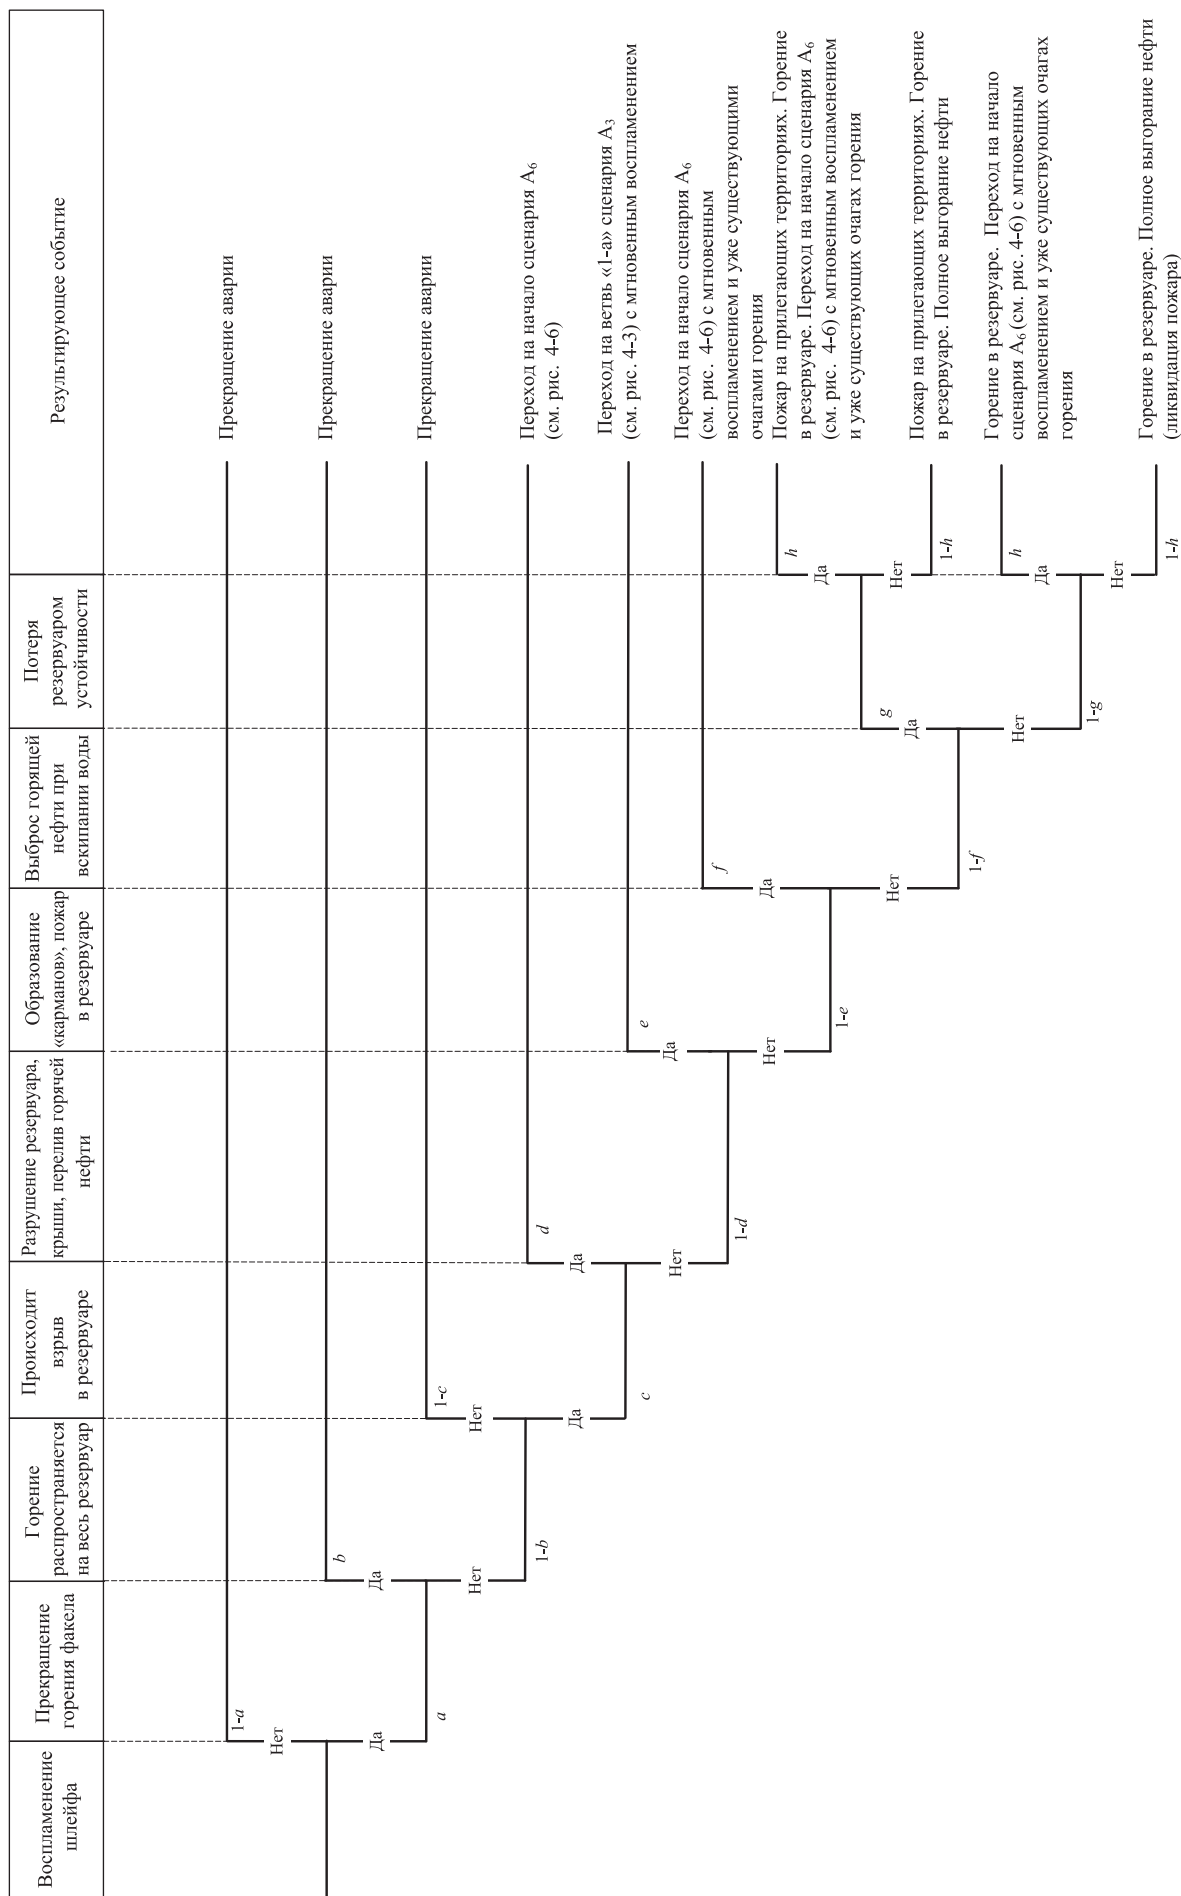 Воспламенение
шлейфа
Прекращение
горения факела
Горение
распространяется
на весь резервуар
Происходит
взрыв
в резервуаре
Разрушение резервуара,
крыши, перелив горячей
нефти
Образование
«карманов», пожар
в резервуаре
Выброс горящей
нефти при
вскипании воды
Потеря
резервуаром
устойчивости
Результирующее событие
Нет
1-a
Прекращение аварии
Да
a
Да
b
Прекращение аварии
Нет
1-b
Нет
1-c
Прекращение аварии
Да
c
Да
d
Переход на начало сценария А6
(см. рис. 4-6)
Нет
1-d
Да
e
Переход на ветвь «1-а» сценария А3
(см. рис. 4-3) с мгновенным воспламенением
Нет
1-e
Да
f
Переход на начало сценария А6
(см. рис. 4-6) с мгновенным
воспламенением и уже существующими
очагами горения
Нет
1-f
Да
g
Да
h
Пожар на прилегающих территориях. Горение
в резервуаре. Переход на начало сценария А6
(см. рис. 4-6) с мгновенным воспламенением
и уже существующих очагах горения
Нет
1-h
Пожар на прилегающих территориях. Горение
в резервуаре. Полное выгорание нефти
Нет
1-g
Да
h
Горение в резервуаре. Переход на начало
сценария А6 (см. рис. 4-6) с мгновенным
воспламенением и уже существующих очагах
горения
Нет
1-h
Горение в резервуаре. Полное выгорание нефти
(ликвидация пожара)